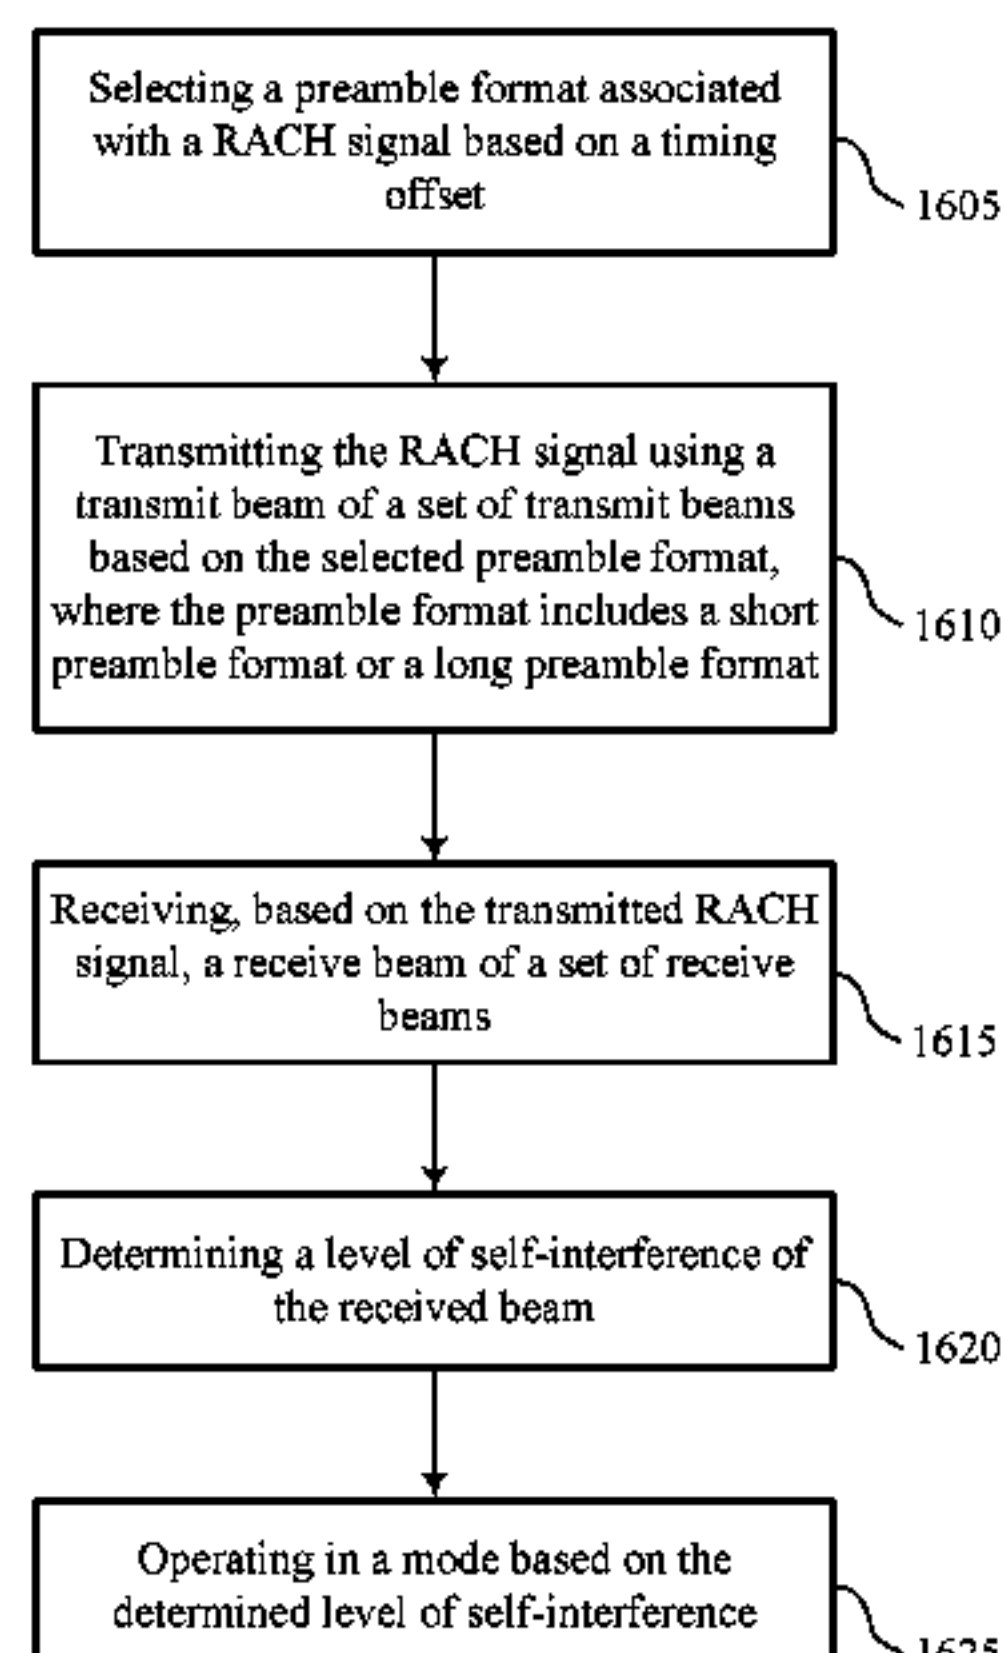 Selecting a preamble format associated
with a RACH signal based on a timing
offset
1605
Transmitting the RACH signal using a
transmit beam of a set of transmit beams
based on the selected preamble format,
where the preamble format includes a short
preamble format or a long preamble format
1610
Receiving, based on the transmitted RACH
signal, a receive beam of a set of receive
beams
1615
Determining a level of self-interference of
the received beam
1620
Operating in a mode based on the
determined level of self-interference
1625